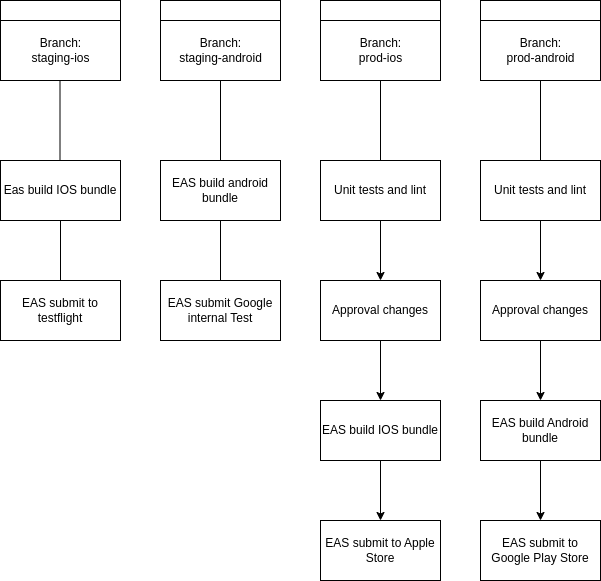 Branch:
staging-ios
Branch:
staging-android
Branch:
prod-ios
Branch:
prod-android
Eas build IOS bundle
EAS build android
bundle
Unit tests and lint
Unit tests and lint
EAS submit to
testflight
EAS submit Google
internal Test
Approval changes
Approval changes
EAS build IOS bundle
EAS build Android
bundle
EAS submit to Apple
Store
EAS submit to
Google Play Store